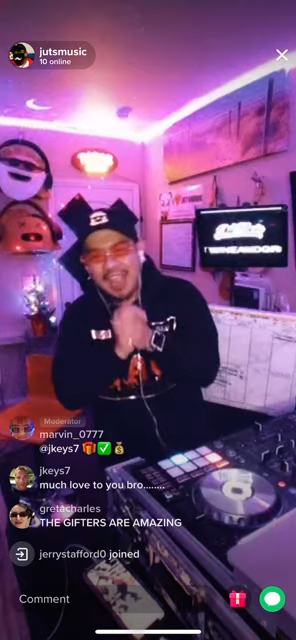 jutsmusic
10 online
Moderator
marvin_0777
@jkeys7 🎁✅💰
jkeys7
much love to you bro........
gretacharles
THE GIFTERS ARE AMAZING
jerrystafford0 joined
Comment